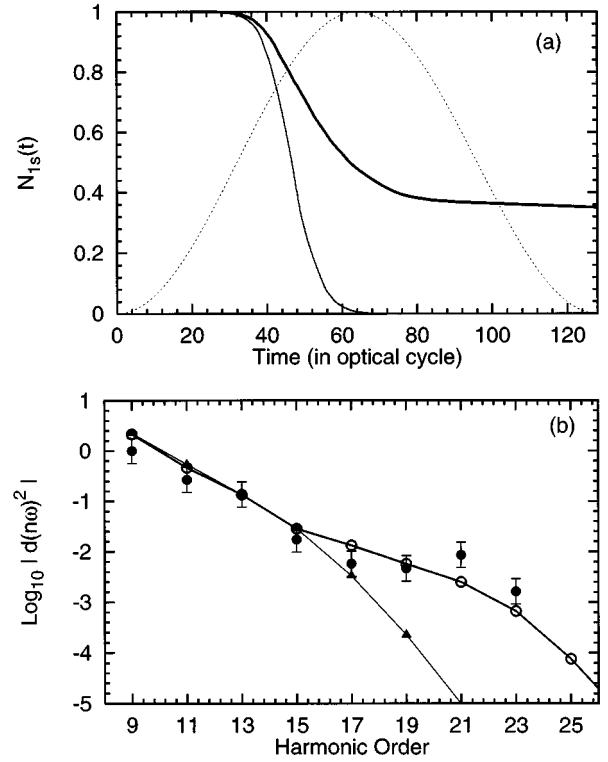 (a)
1
0.8
0.6
0.4
0.2
0
N1s(t)
0 20 40 60 80 100 120
Time (in optical cycle)
(b)
1
0
-1
-2
-3
-4
-5
Log10 | d(nω)² |
9 11 13 15 17 19 21 23 25
Harmonic Order